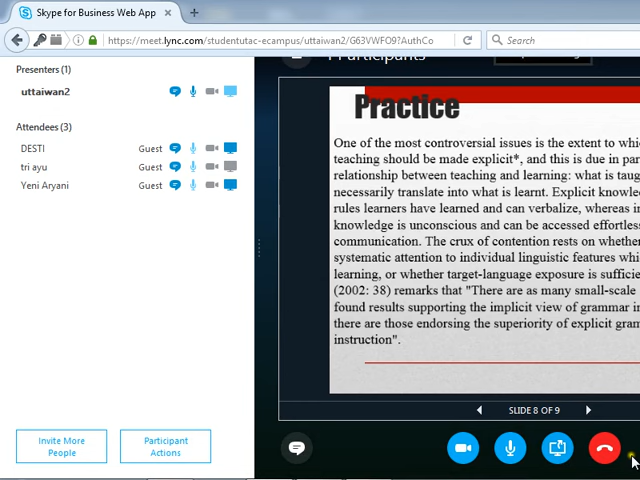 Skype for Business Web App
https://meet.lync.com/studentutac-ecampus/uttaiwan2/G63VWFO9?AuthCo
Search
Presenters (1)
uttaiwan2
Attendees (3)
DESTI Guest
tri ayu Guest
Yeni Aryani Guest
Invite More
People
Participant
Actions
Participants
Practice
One of the most controversial issues is the extent to whi
teaching should be made explicit*, and this is due in par
relationship between teaching and learning: what is taug
necessarily translate into what is learnt. Explicit knowle
rules learners have learned and can verbalize, whereas in
knowledge is unconscious and can be accessed effortles
communication. The crux of contention rests on whethe
systematic attention to individual linguistic features whi
learning, or whether target-language exposure is sufficie
(2002: 38) remarks that "There are as many small-scale
found results supporting the implicit view of grammar in
there are those endorsing the superiority of explicit gram
instruction".
SLIDE 8 OF 9